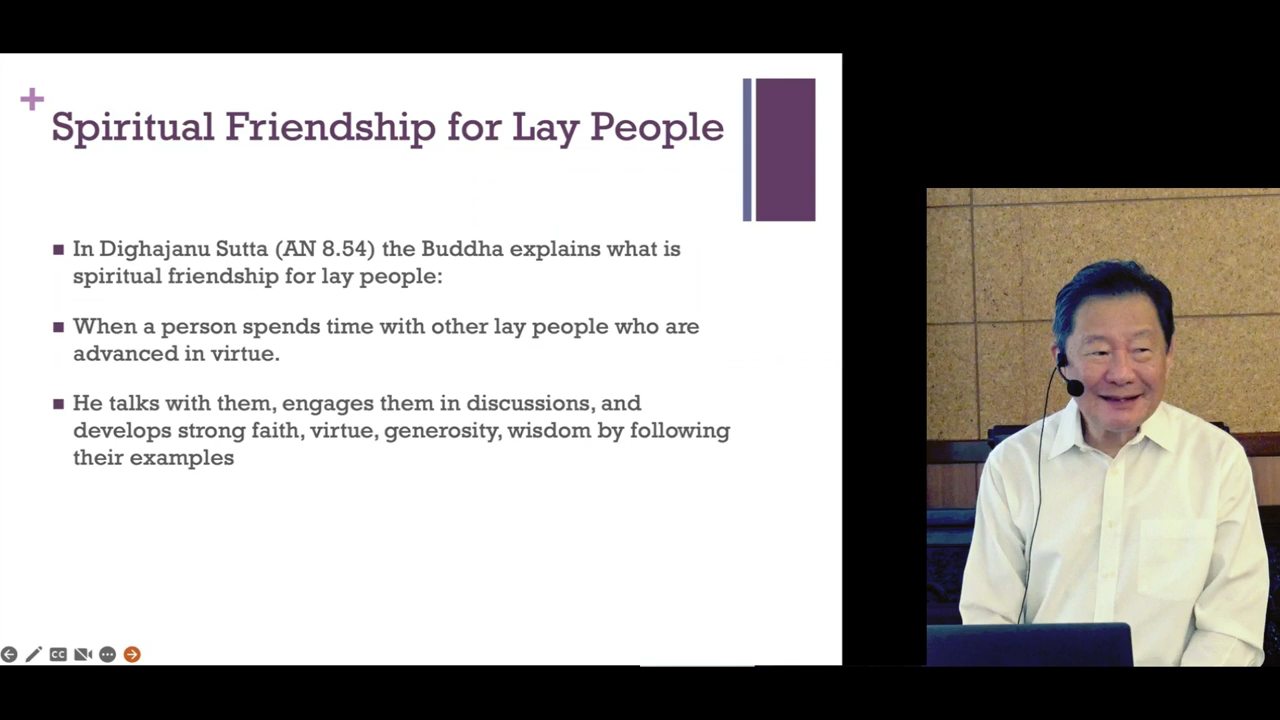 Spiritual Friendship for Lay People
In Dighajanu Sutta (AN 8.54) the Buddha explains what is
spiritual friendship for lay people:
When a person spends time with other lay people who are
advanced in virtue.
He talks with them, engages them in discussions, and
develops strong faith, virtue, generosity, wisdom by following
their examples
CC